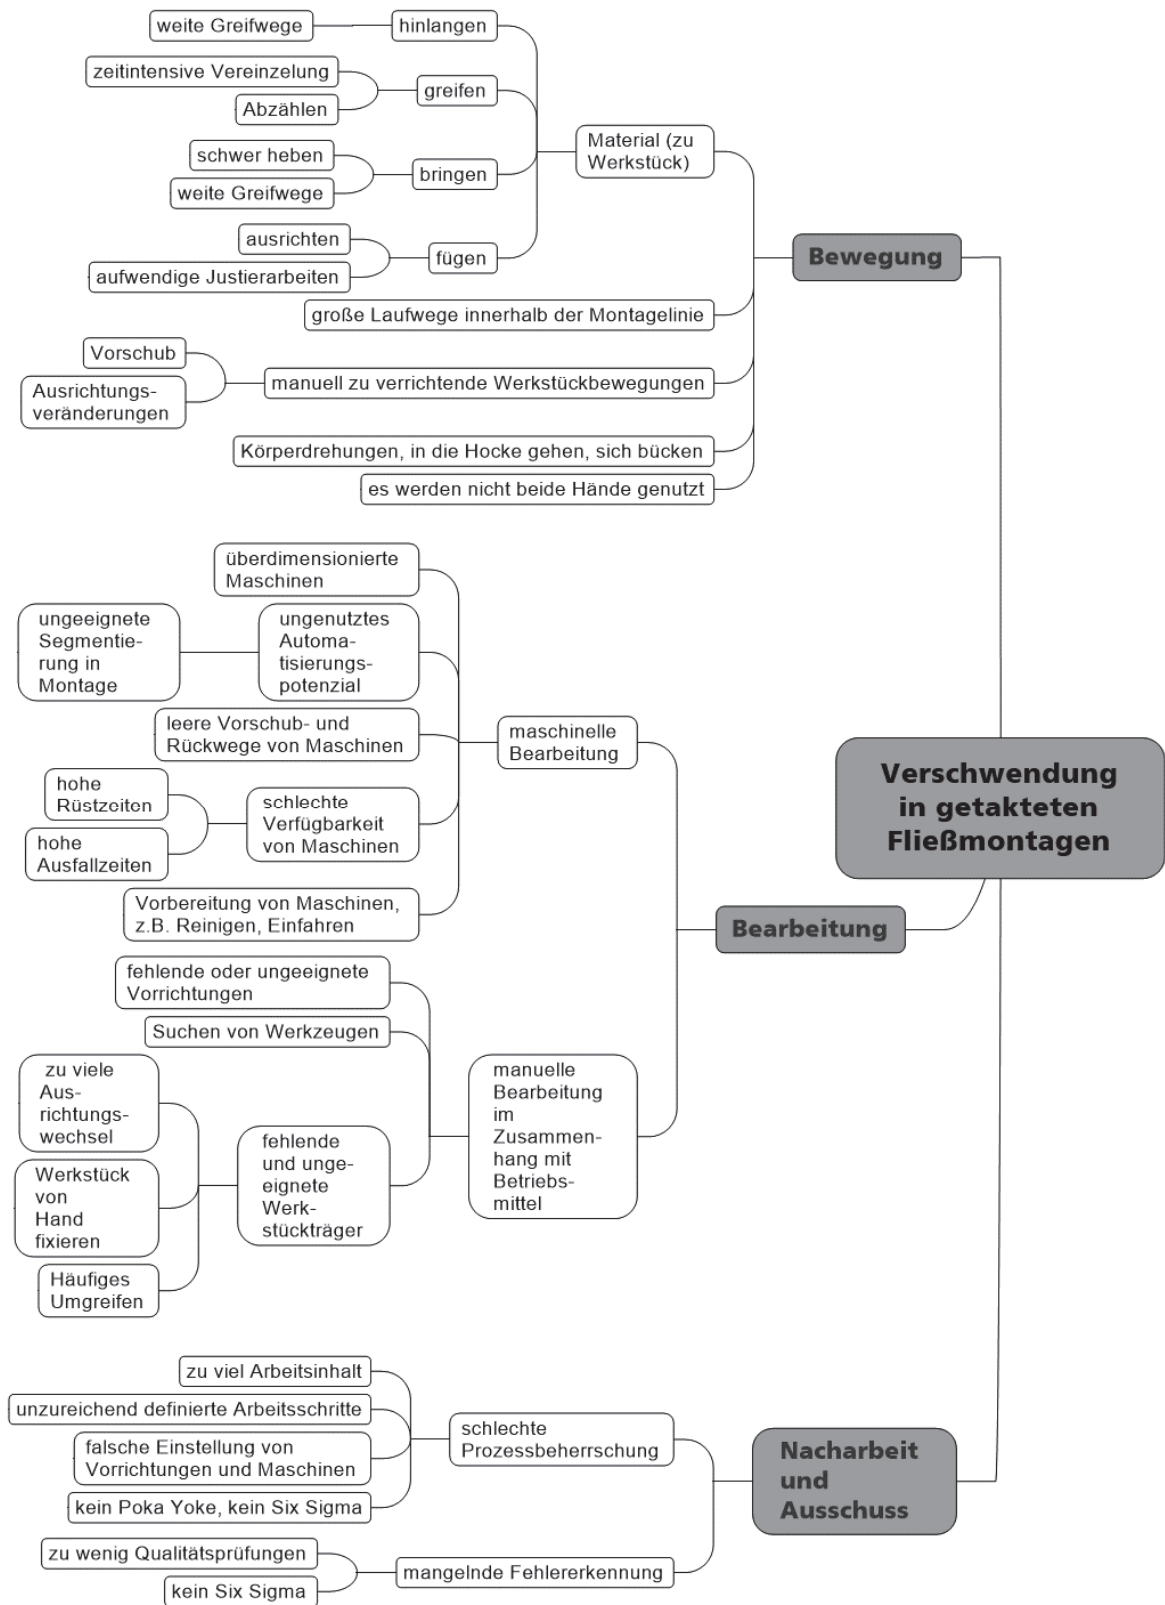 weite Greifwege
hinlangen
zeitintensive Vereinzelung
greifen
Abzählen
Material (zu
Werkstück)
schwer heben
bringen
weite Greifwege
ausrichten
fügen
aufwendige Justierarbeiten
Bewegung
große Laufwege innerhalb der Montagelinie
Vorschub
manuell zu verrichtende Werkstückbewegungen
Ausrichtungs-
veränderungen
Körperdrehungen, in die Hocke gehen, sich bücken
es werden nicht beide Hände genutzt
überdimensionierte
Maschinen
ungeeignete
Segmentie-
rung in
Montage
ungenutztes
Automa-
tisierungs-
potenzial
leere Vorschub- und
Rückwege von Maschinen
maschinelle
Bearbeitung
hohe
Rüstzeiten
schlechte
Verfügbarkeit
von Maschinen
hohe
Ausfallzeiten
Verschwendung
in getakteten
Fließmontagen
Vorbereitung von Maschinen,
z.B. Reinigen, Einfahren
Bearbeitung
fehlende oder ungeeignete
Vorrichtungen
Suchen von Werkzeugen
zu viele
Aus-
richtungs-
wechsel
manuelle
Bearbeitung
im
Zusammen-
hang mit
Betriebs-
mittel
fehlende
und unge-
eignete
Werk-
stückträger
Werkstück
von
Hand
fixieren
Häufiges
Umgreifen
zu viel Arbeitsinhalt
unzureichend definierte Arbeitsschritte
schlechte
Prozessbeherrschung
falsche Einstellung von
Vorrichtungen und Maschinen
Nacharbeit
und
Ausschuss
kein Poka Yoke, kein Six Sigma
zu wenig Qualitätsprüfungen
mangelnde Fehlererkennung
kein Six Sigma